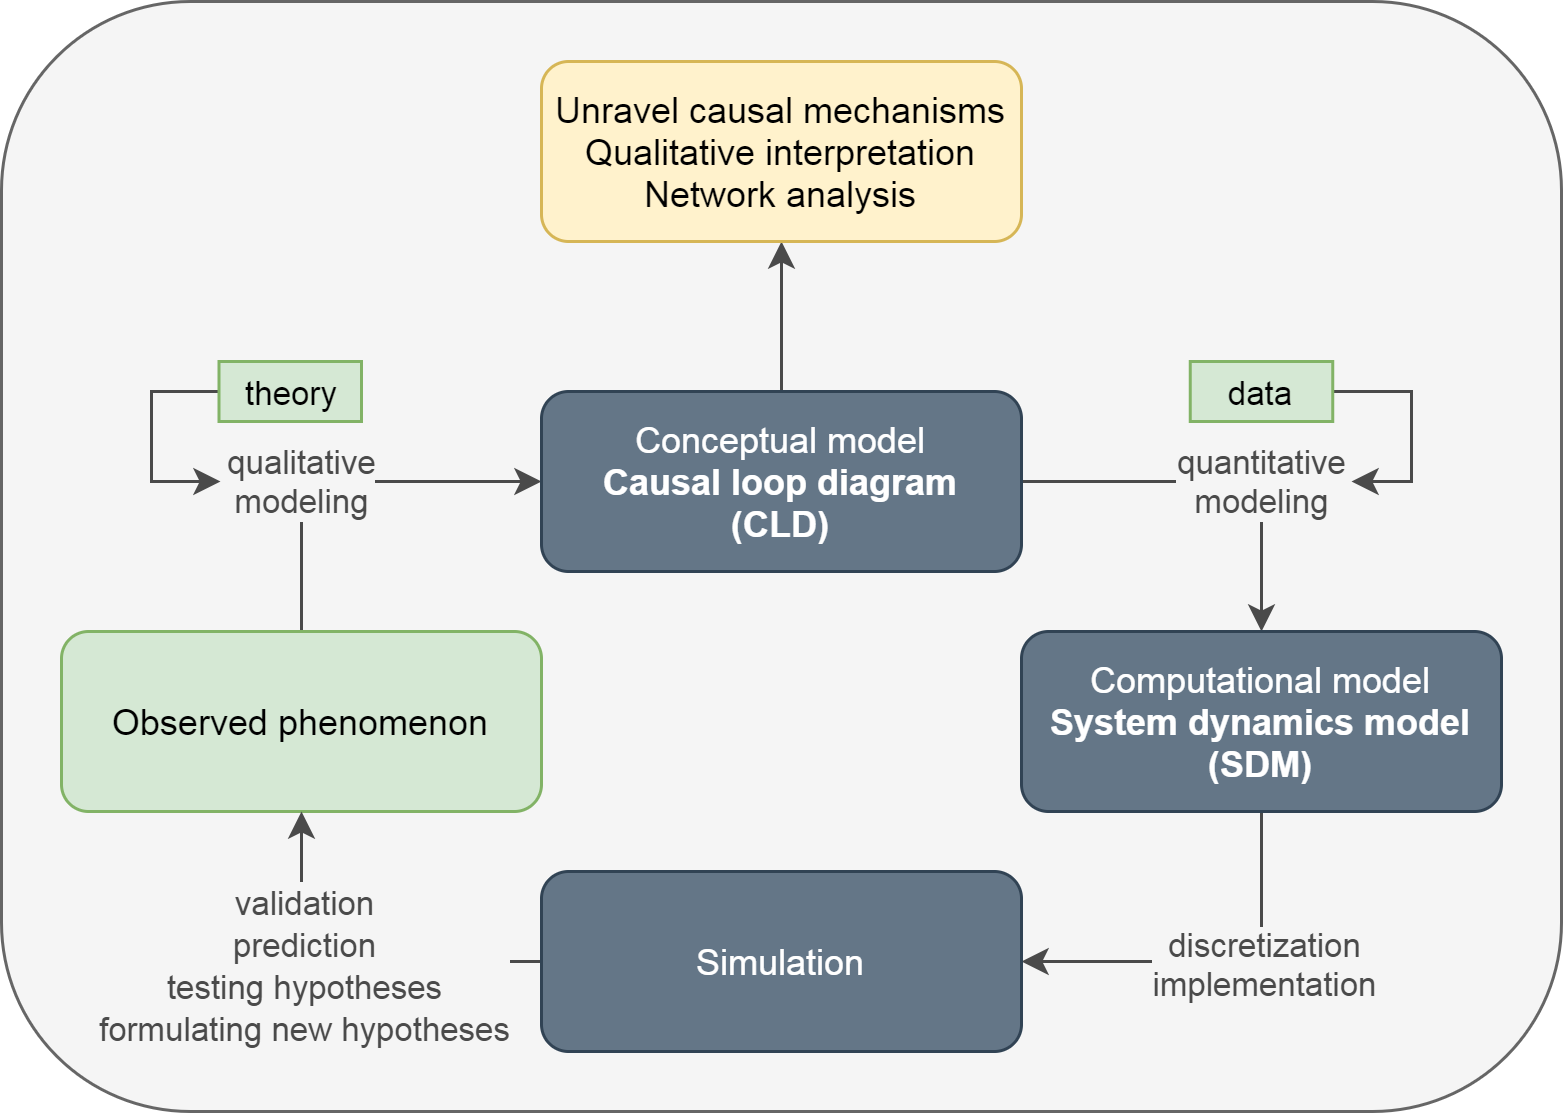 Unravel causal mechanisms
Qualitative interpretation
Network analysis
theory
data
qualitative
modeling
Conceptual model
Causal loop diagram
(CLD)
quantitative
modeling
Observed phenomenon
Computational model
System dynamics model
(SDM)
validation
prediction
testing hypotheses
formulating new hypotheses
Simulation
discretization
implementation